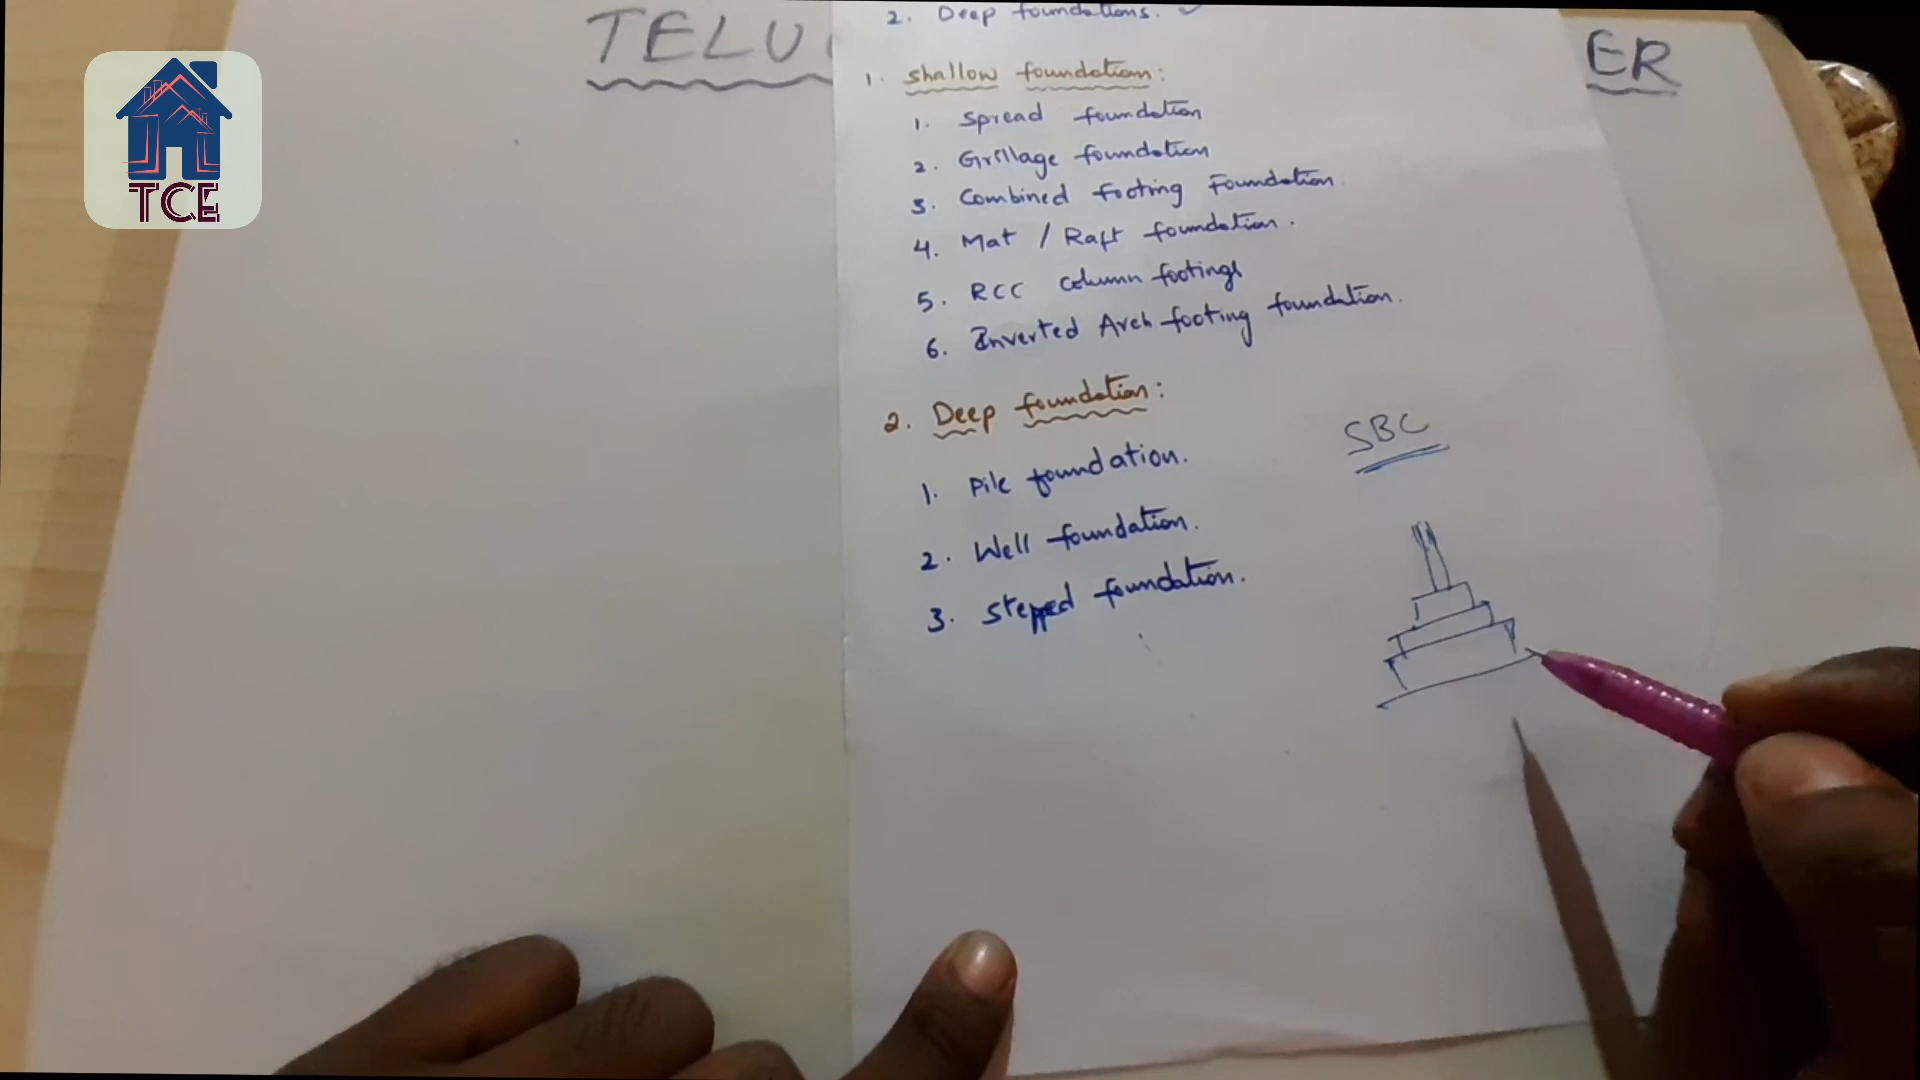 TELU
ER
TCE
2. Deep foundations.
1. Shallow foundation:
1. Spread foundation
2. Grillage foundation
3. Combined footing Foundation.
4. Mat / Raft foundation.
5. RCC column footings
6. Inverted Arch footing foundation.
2. Deep foundation:
1. Pile foundation.
2. Well foundation.
3. Stepped foundation.
SBC